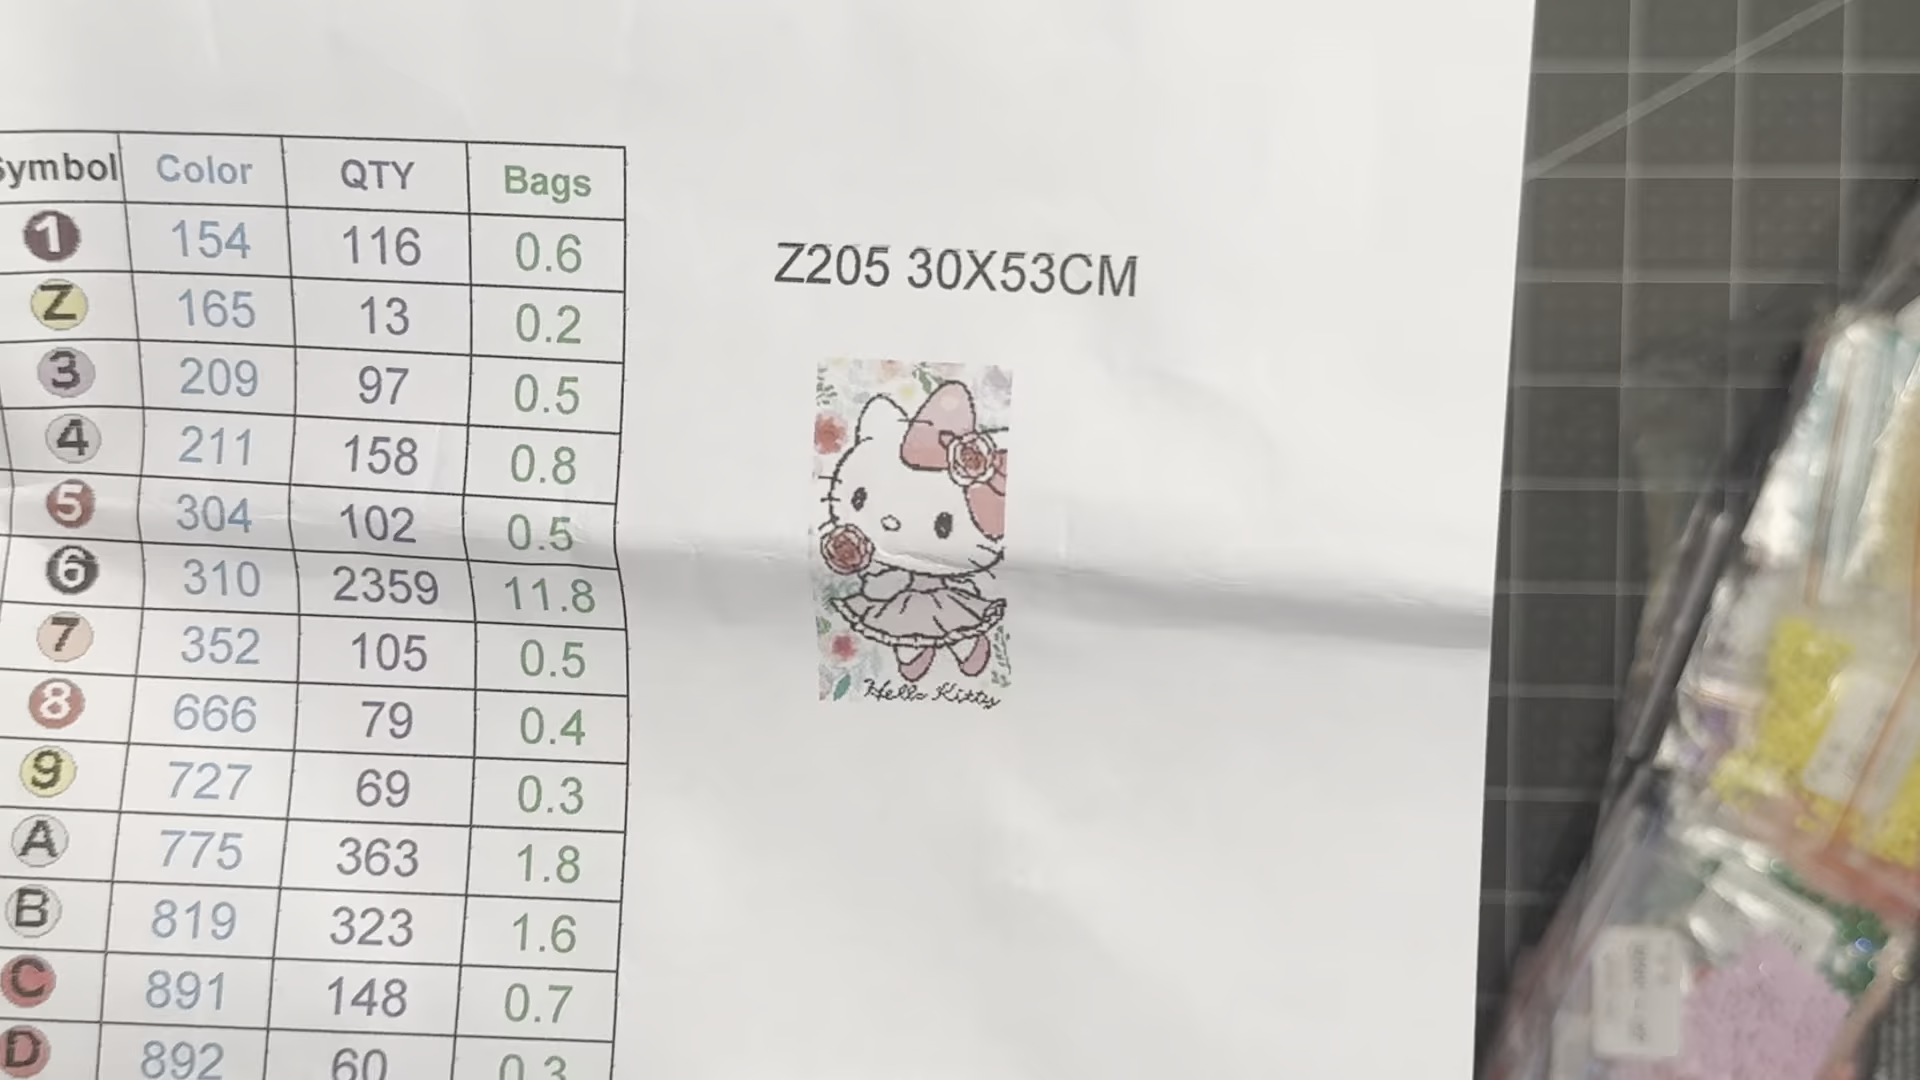 Symbol Color QTY Bags
1 154 116 0.6
Z 165 13 0.2
3 209 97 0.5
4 211 158 0.8
5 304 102 0.5
6 310 2359 11.8
7 352 105 0.5
8 666 79 0.4
9 727 69 0.3
A 775 363 1.8
B 819 323 1.6
C 891 148 0.7
D 892 60 0.3
Z205 30X53CM
Hello Kitty